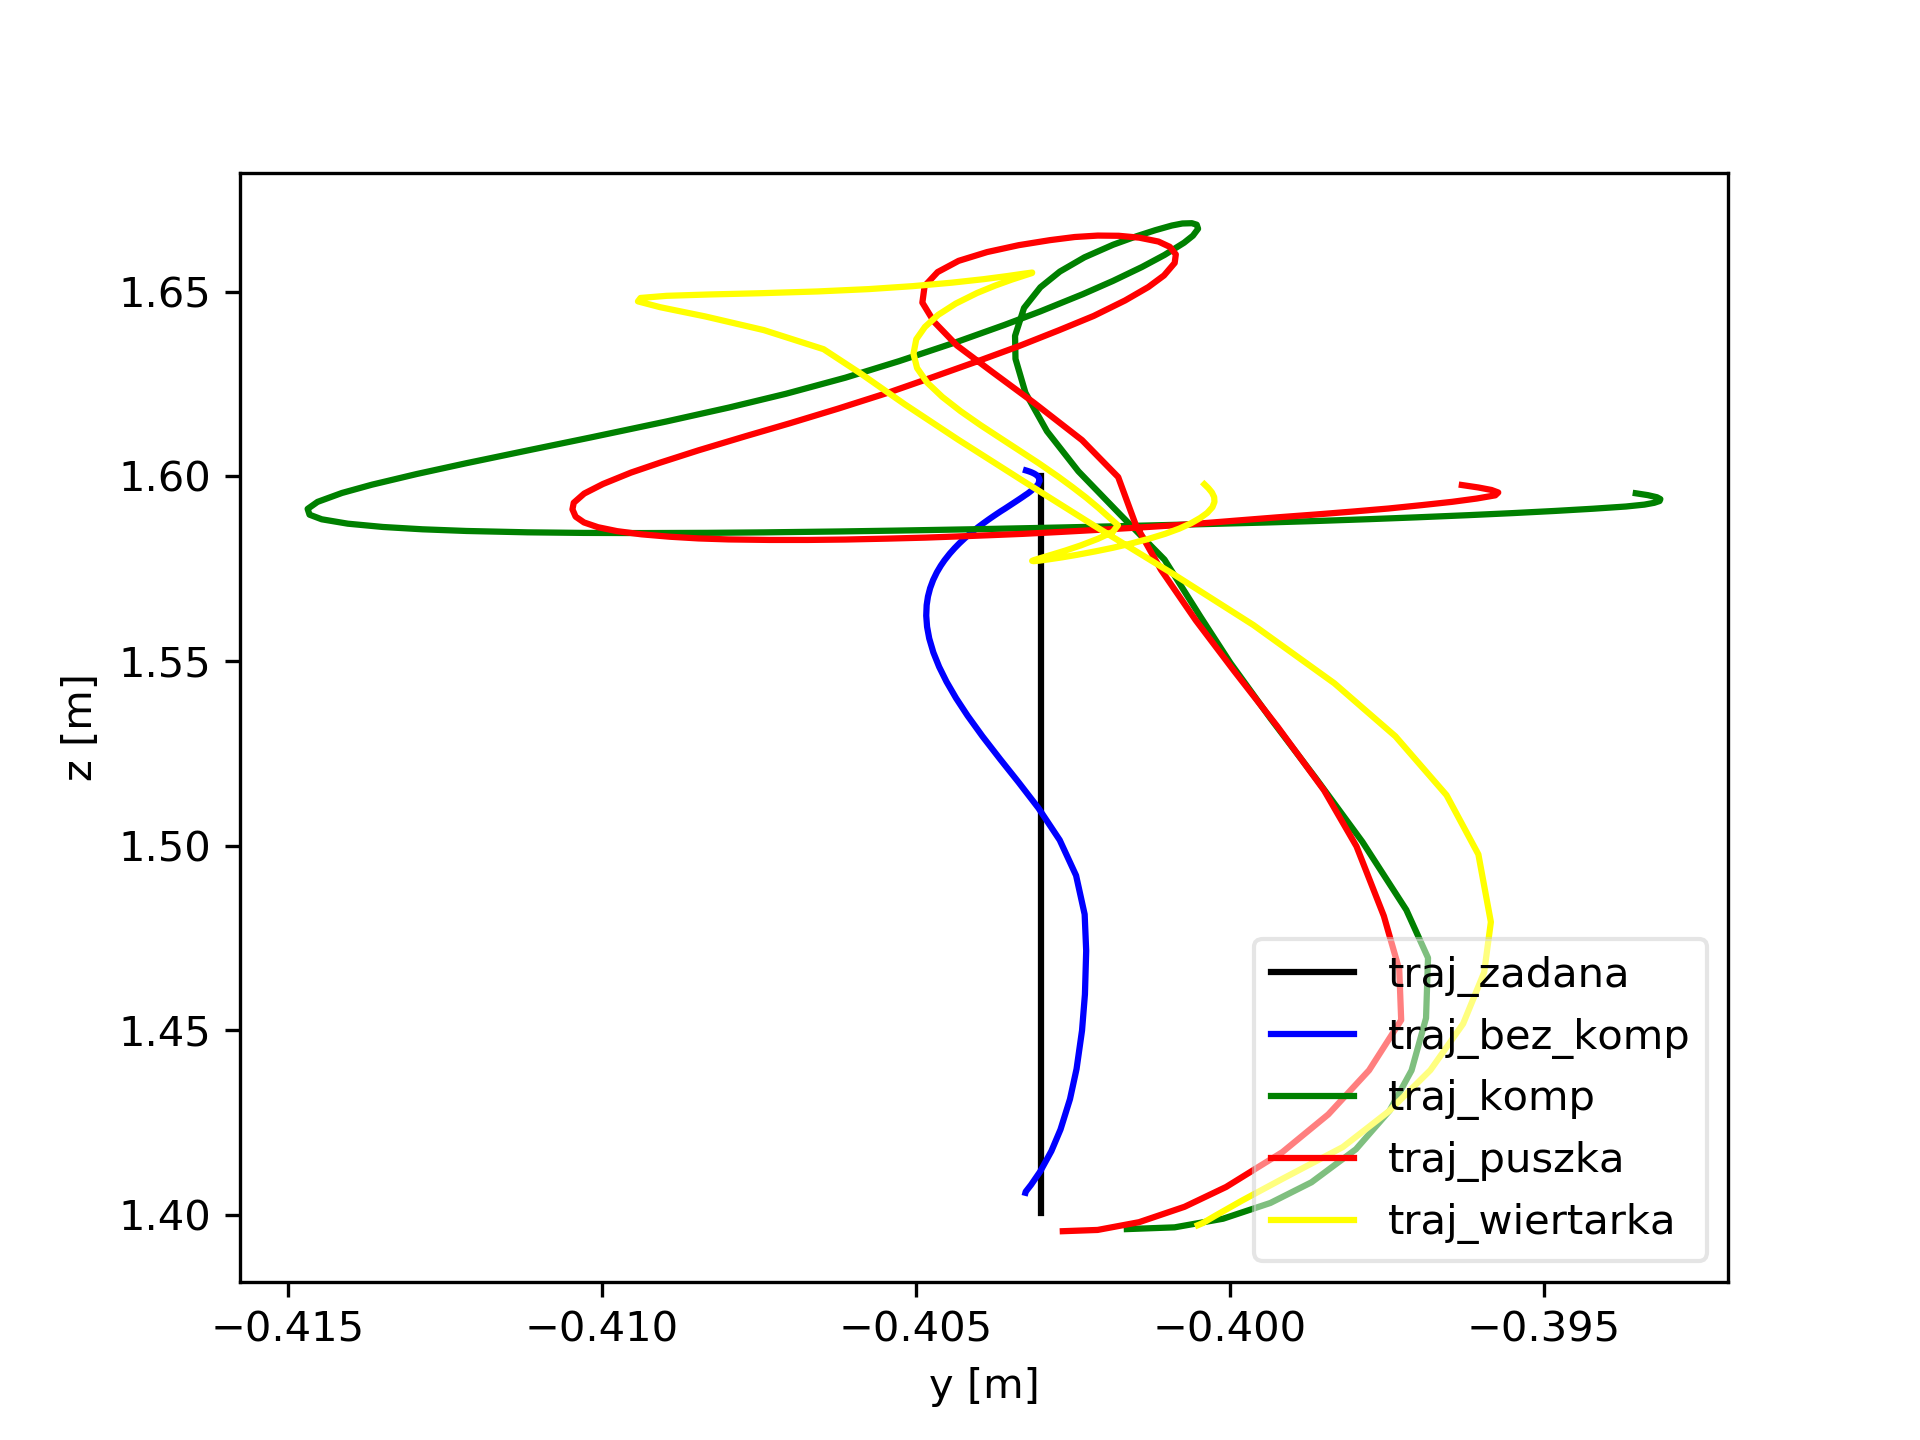 1.65
1.60
1.55
1.50
1.45
1.40
z [m]
−0.415 −0.410 −0.405 −0.400 −0.395
y [m]
traj_zadana
traj_bez_komp
traj_komp
traj_puszka
traj_wiertarka